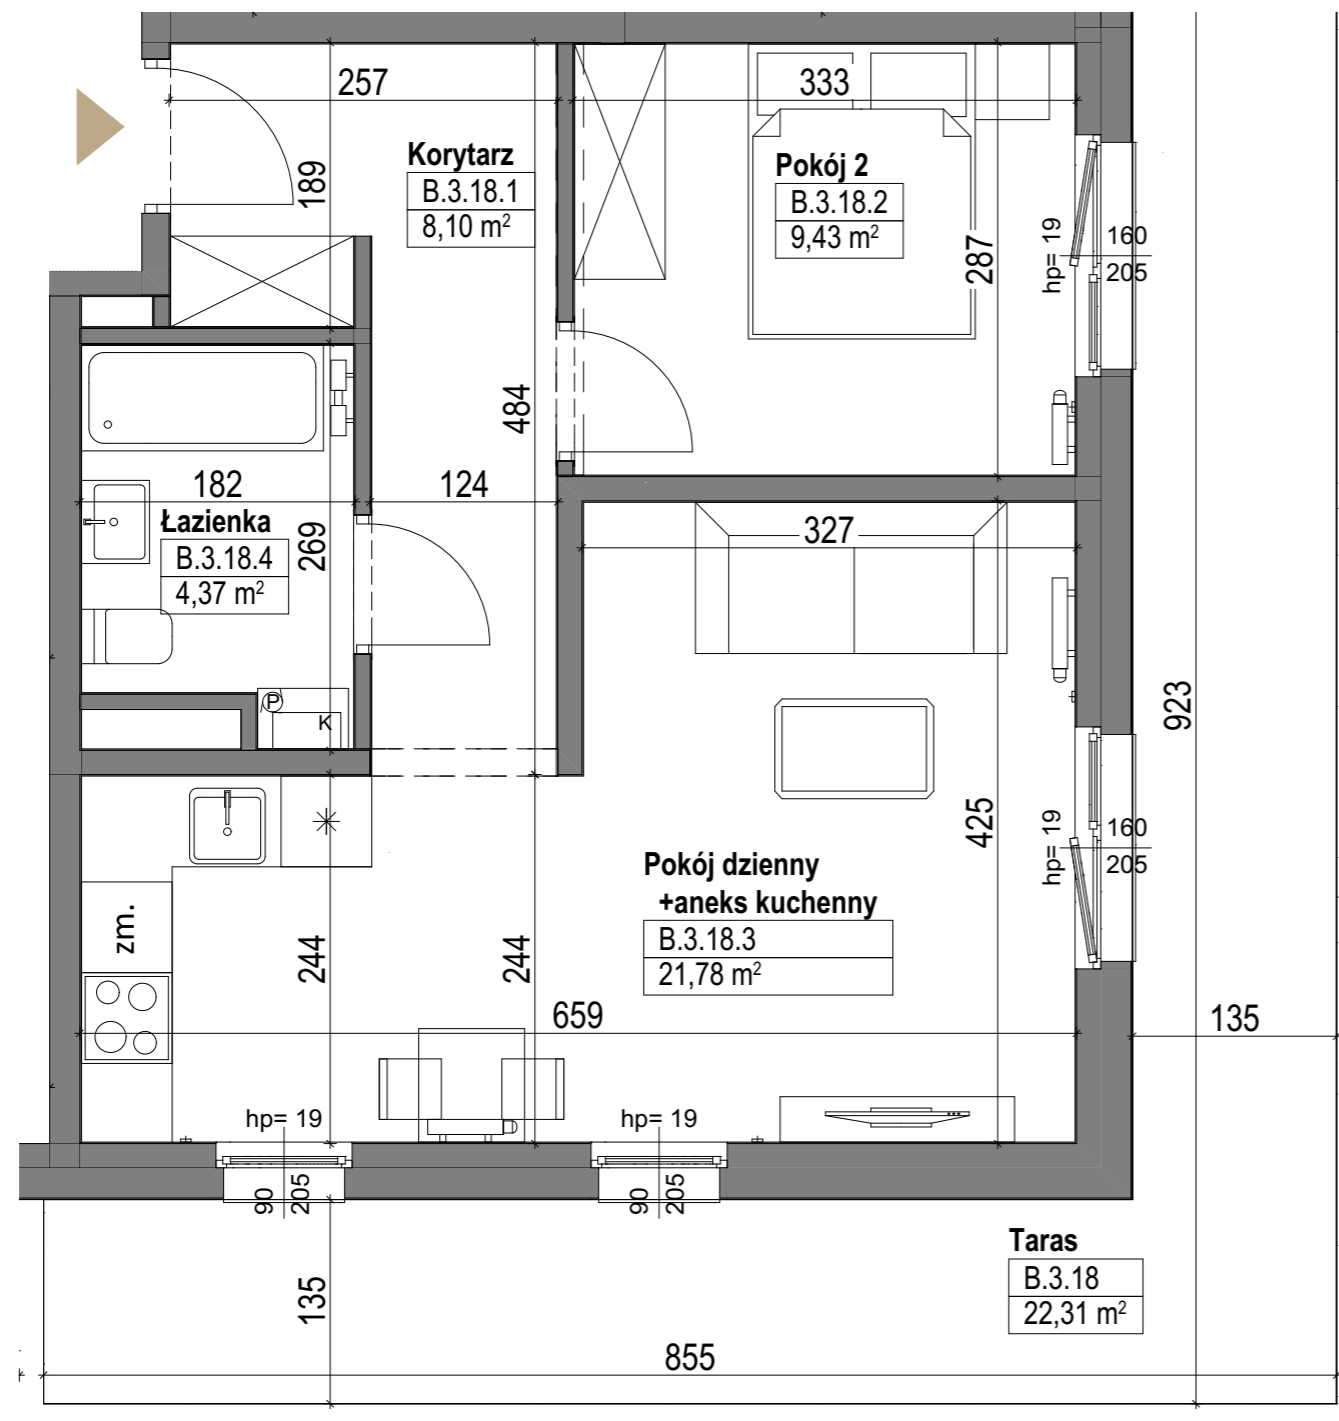 257
333
189
Korytarz
B.3.18.1
8,10 m²
Pokój 2
B.3.18.2
9,43 m²
287
hp= 19
160
205
484
182
124
Łazienka
B.3.18.4
4,37 m²
269
327
P
K
923
425
hp= 19
160
205
zm.
244
244
Pokój dzienny
+aneks kuchenny
B.3.18.3
21,78 m²
659
135
hp= 19
hp= 19
90
205
90
205
135
Taras
B.3.18
22,31 m²
855